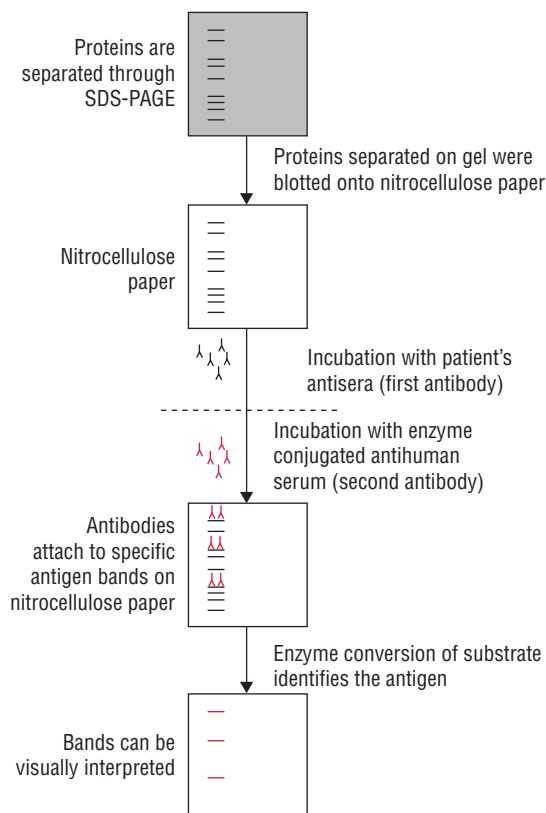 Proteins are
separated through
SDS-PAGE
Proteins separated on gel were
blotted onto nitrocellulose paper
Nitrocellulose
paper
Incubation with patient's
antisera (first antibody)
Incubation with enzyme
conjugated antihuman
serum (second antibody)
Antibodies
attach to specific
antigen bands on
nitrocellulose paper
Enzyme conversion of substrate
identifies the antigen
Bands can be
visually interpreted